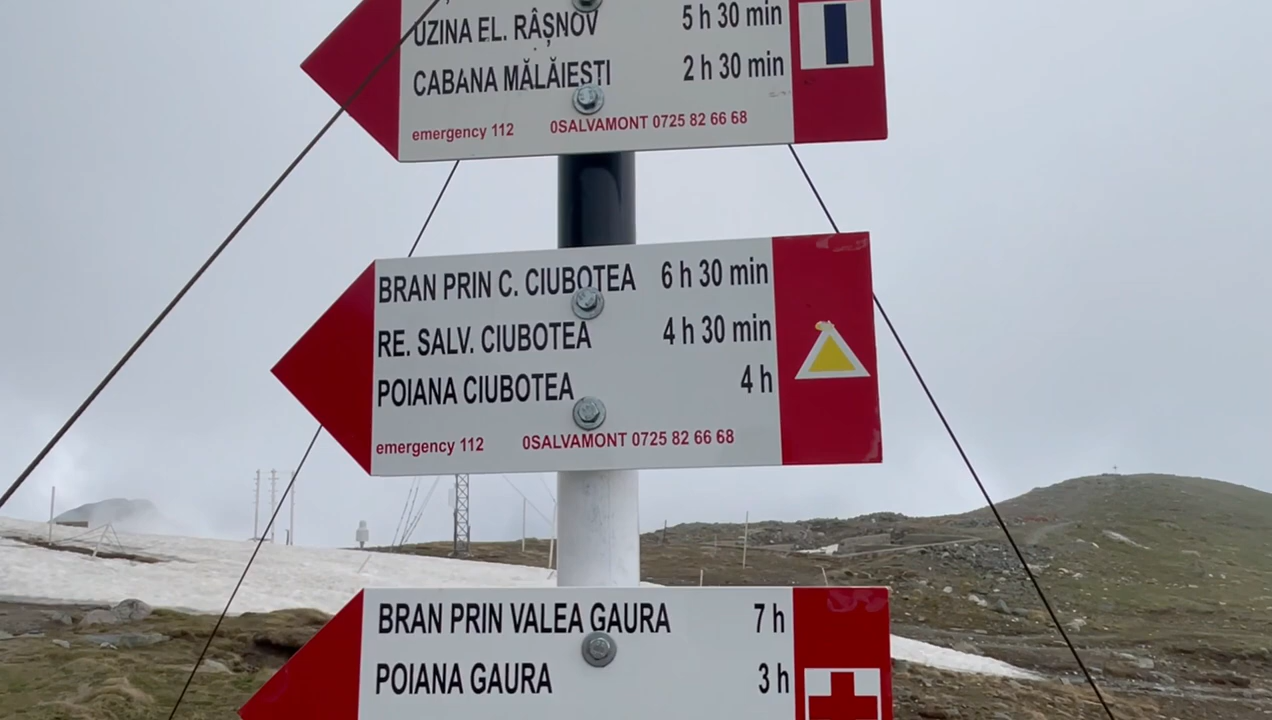 UZINA EL. RÂȘNOV 5 h 30 min
CABANA MĂLĂIEȘTI 2 h 30 min
emergency 112 0SALVAMONT 0725 82 66 68
BRAN PRIN C. CIUBOTEA 6 h 30 min
RE. SALV. CIUBOTEA 4 h 30 min
POIANA CIUBOTEA 4 h
emergency 112 0SALVAMONT 0725 82 66 68
BRAN PRIN VALEA GAURA 7 h
POIANA GAURA 3 h